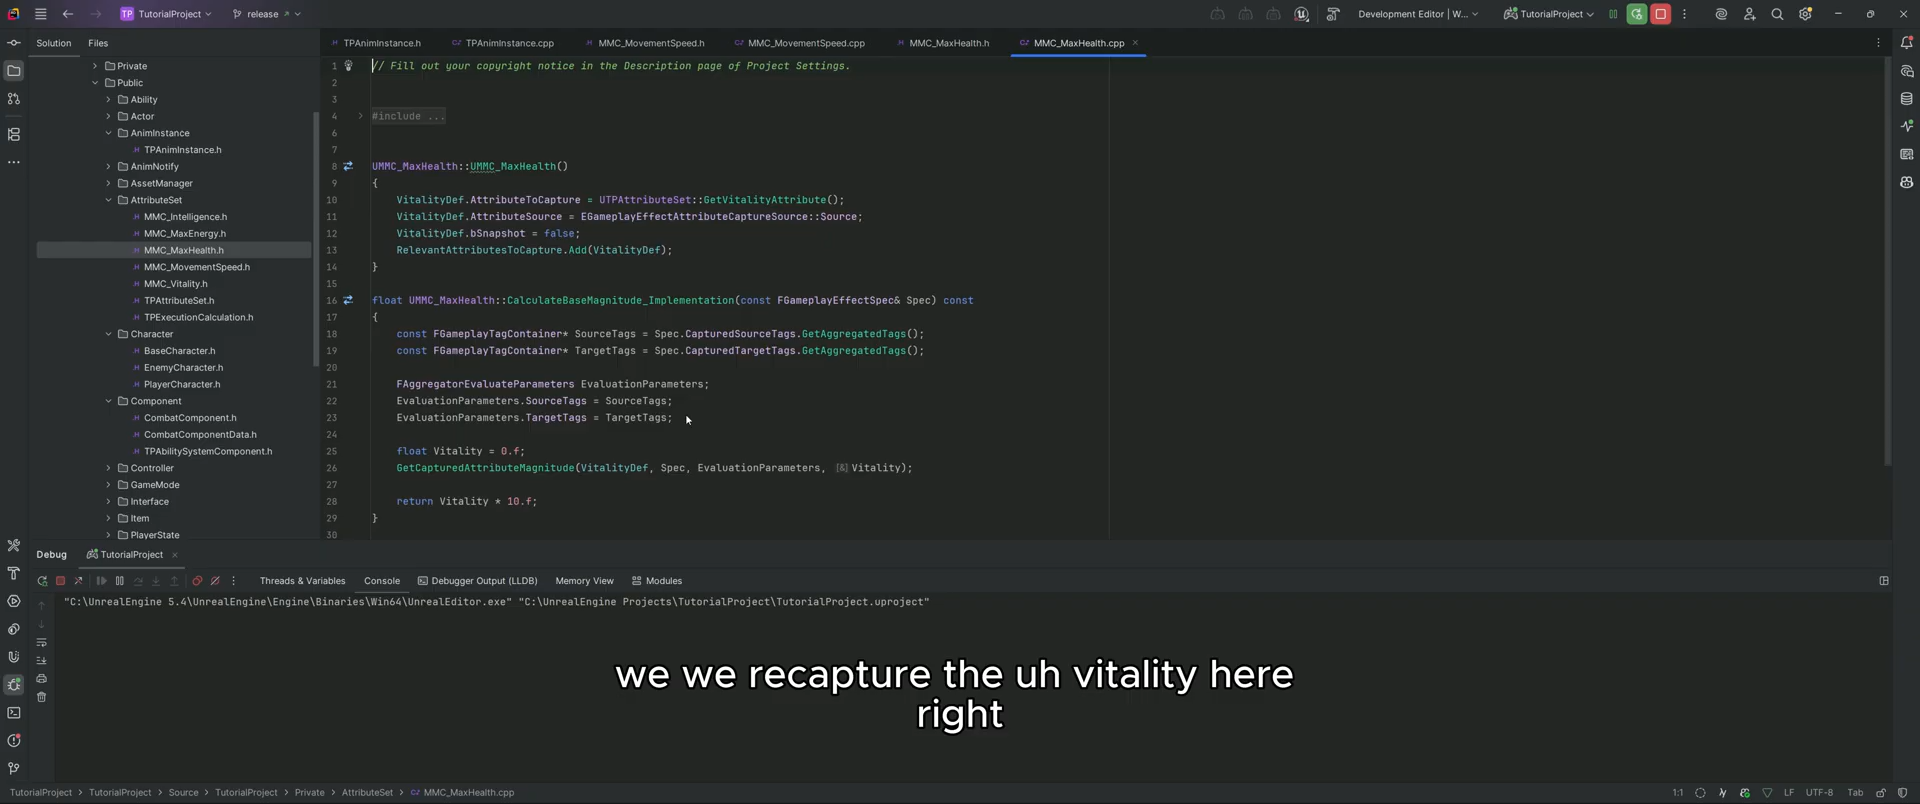 TP TutorialProject
release
Development Editor | W...
TutorialProject
Solution
Files
TPAnimInstance.h
TPAnimInstance.cpp
MMC_MovementSpeed.h
MMC_MovementSpeed.cpp
MMC_MaxHealth.h
MMC_MaxHealth.cpp
Private
Public
Ability
Actor
AnimInstance
TPAnimInstance.h
AnimNotify
AssetManager
AttributeSet
MMC_Intelligence.h
MMC_MaxEnergy.h
MMC_MaxHealth.h
MMC_MovementSpeed.h
MMC_Vitality.h
TPAttributeSet.h
TPExecutionCalculation.h
Character
BaseCharacter.h
EnemyCharacter.h
PlayerCharacter.h
Component
CombatComponent.h
CombatComponentData.h
TPAbilitySystemComponent.h
Controller
GameMode
Interface
Item
PlayerState
1 // Fill out your copyright notice in the Description page of Project Settings.
2
3
4 #include ...
6
7
8 UMMC_MaxHealth::UMMC_MaxHealth()
9 {
10 VitalityDef.AttributeToCapture = UTPAttributeSet::GetVitalityAttribute();
11 VitalityDef.AttributeSource = EGameplayEffectAttributeCaptureSource::Source;
12 VitalityDef.bSnapshot = false;
13 RelevantAttributesToCapture.Add(VitalityDef);
14 }
15
16 float UMMC_MaxHealth::CalculateBaseMagnitude_Implementation(const FGameplayEffectSpec& Spec) const
17 {
18 const FGameplayTagContainer* SourceTags = Spec.CapturedSourceTags.GetAggregatedTags();
19 const FGameplayTagContainer* TargetTags = Spec.CapturedTargetTags.GetAggregatedTags();
20
21 FAggregatorEvaluateParameters EvaluationParameters;
22 EvaluationParameters.SourceTags = SourceTags;
23 EvaluationParameters.TargetTags = TargetTags;
24
25 float Vitality = 0.f;
26 GetCapturedAttributeMagnitude(VitalityDef, Spec, EvaluationParameters, [&]Vitality);
27
28 return Vitality * 10.f;
29 }
30
Debug
TutorialProject
Threads & Variables
Console
Debugger Output (LLDB)
Memory View
Modules
"C:\UnrealEngine 5.4\UnrealEngine\Engine\Binaries\Win64\UnrealEditor.exe" "C:\UnrealEngine Projects\TutorialProject\TutorialProject.uproject"
we we recapture the uh vitality here
right
TutorialProject > TutorialProject > Source > TutorialProject > Private > AttributeSet > MMC_MaxHealth.cpp
1:1
LF
UTF-8
Tab